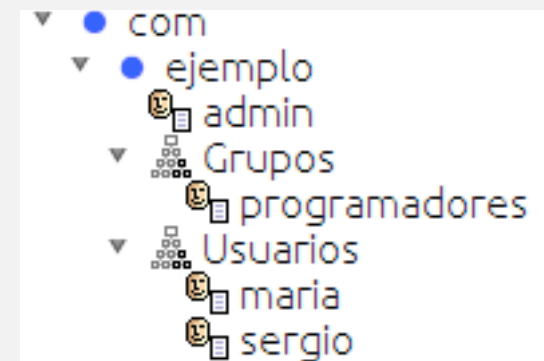 com
ejemplo
admin
Grupos
programadores
Usuarios
maria
sergio